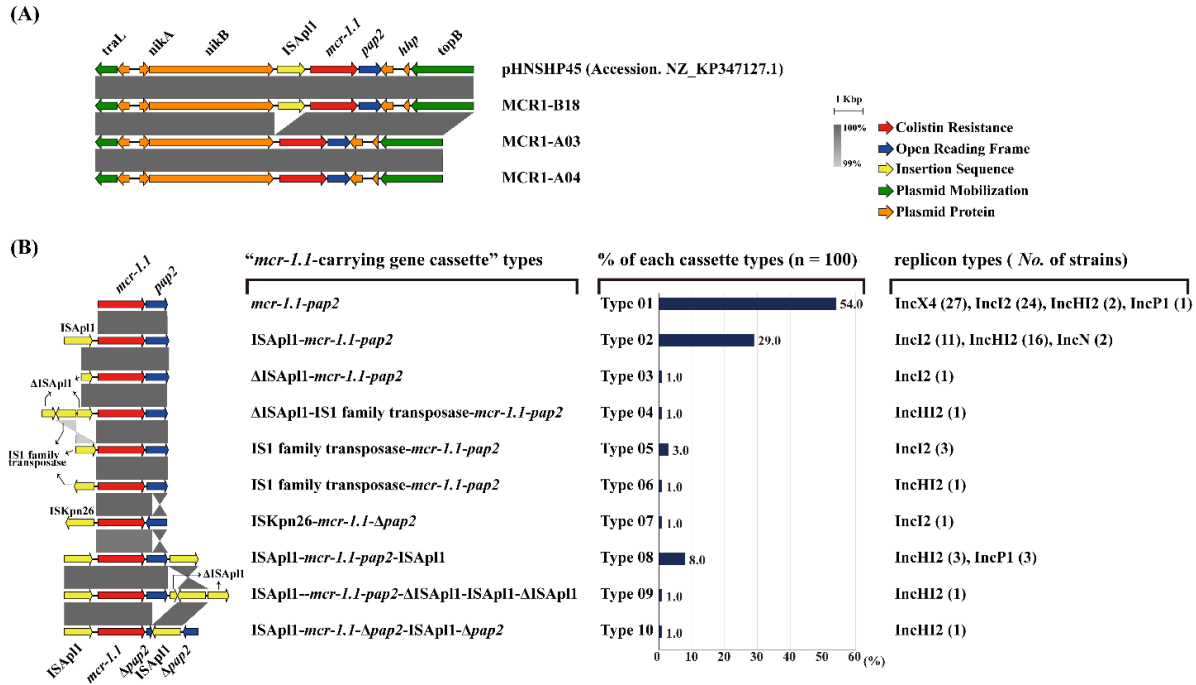 (A)
traL nikA nikB ISApl1 mcr-1.1 pap2 hhp topB
pHNSHP45 (Accession. NZ_KP347127.1)
MCR1-B18
MCR1-A03
MCR1-A04
1 Kbp
100%
99%
Colistin Resistance
Open Reading Frame
Insertion Sequence
Plasmid Mobilization
Plasmid Protein
(B)
mcr-1.1 pap2
“mcr-1.1-carrying gene cassette” types
% of each cassette types (n = 100)
replicon types ( No. of strains)
mcr-1.1-pap2 Type 01 54.0 IncX4 (27), IncI2 (24), IncHI2 (2), IncP1 (1)
ISApl1
ISApl1-mcr-1.1-pap2 Type 02 29.0 IncI2 (11), IncHI2 (16), IncN (2)
ΔISApl1
ΔISApl1-mcr-1.1-pap2 Type 03 1.0 IncI2 (1)
ΔISApl1-IS1 family transposase-mcr-1.1-pap2 Type 04 1.0 IncHI2 (1)
IS1 family
transposase
IS1 family transposase-mcr-1.1-pap2 Type 05 3.0 IncI2 (3)
IS1 family transposase-mcr-1.1-pap2 Type 06 1.0 IncHI2 (1)
ISKpn26
ISKpn26-mcr-1.1-Δpap2 Type 07 1.0 IncI2 (1)
ISApl1-mcr-1.1-pap2-ISApl1 Type 08 8.0 IncHI2 (3), IncP1 (3)
ΔISApl1
ISApl1--mcr-1.1-pap2-ΔISApl1-ISApl1-ΔISApl1 Type 09 1.0 IncHI2 (1)
ISApl1-mcr-1.1-Δpap2-ISApl1-Δpap2 Type 10 1.0 IncHI2 (1)
ISApl1 mcr-1.1 Δpap2 ISApl1 Δpap2
0 10 20 30 40 50 60 (%)